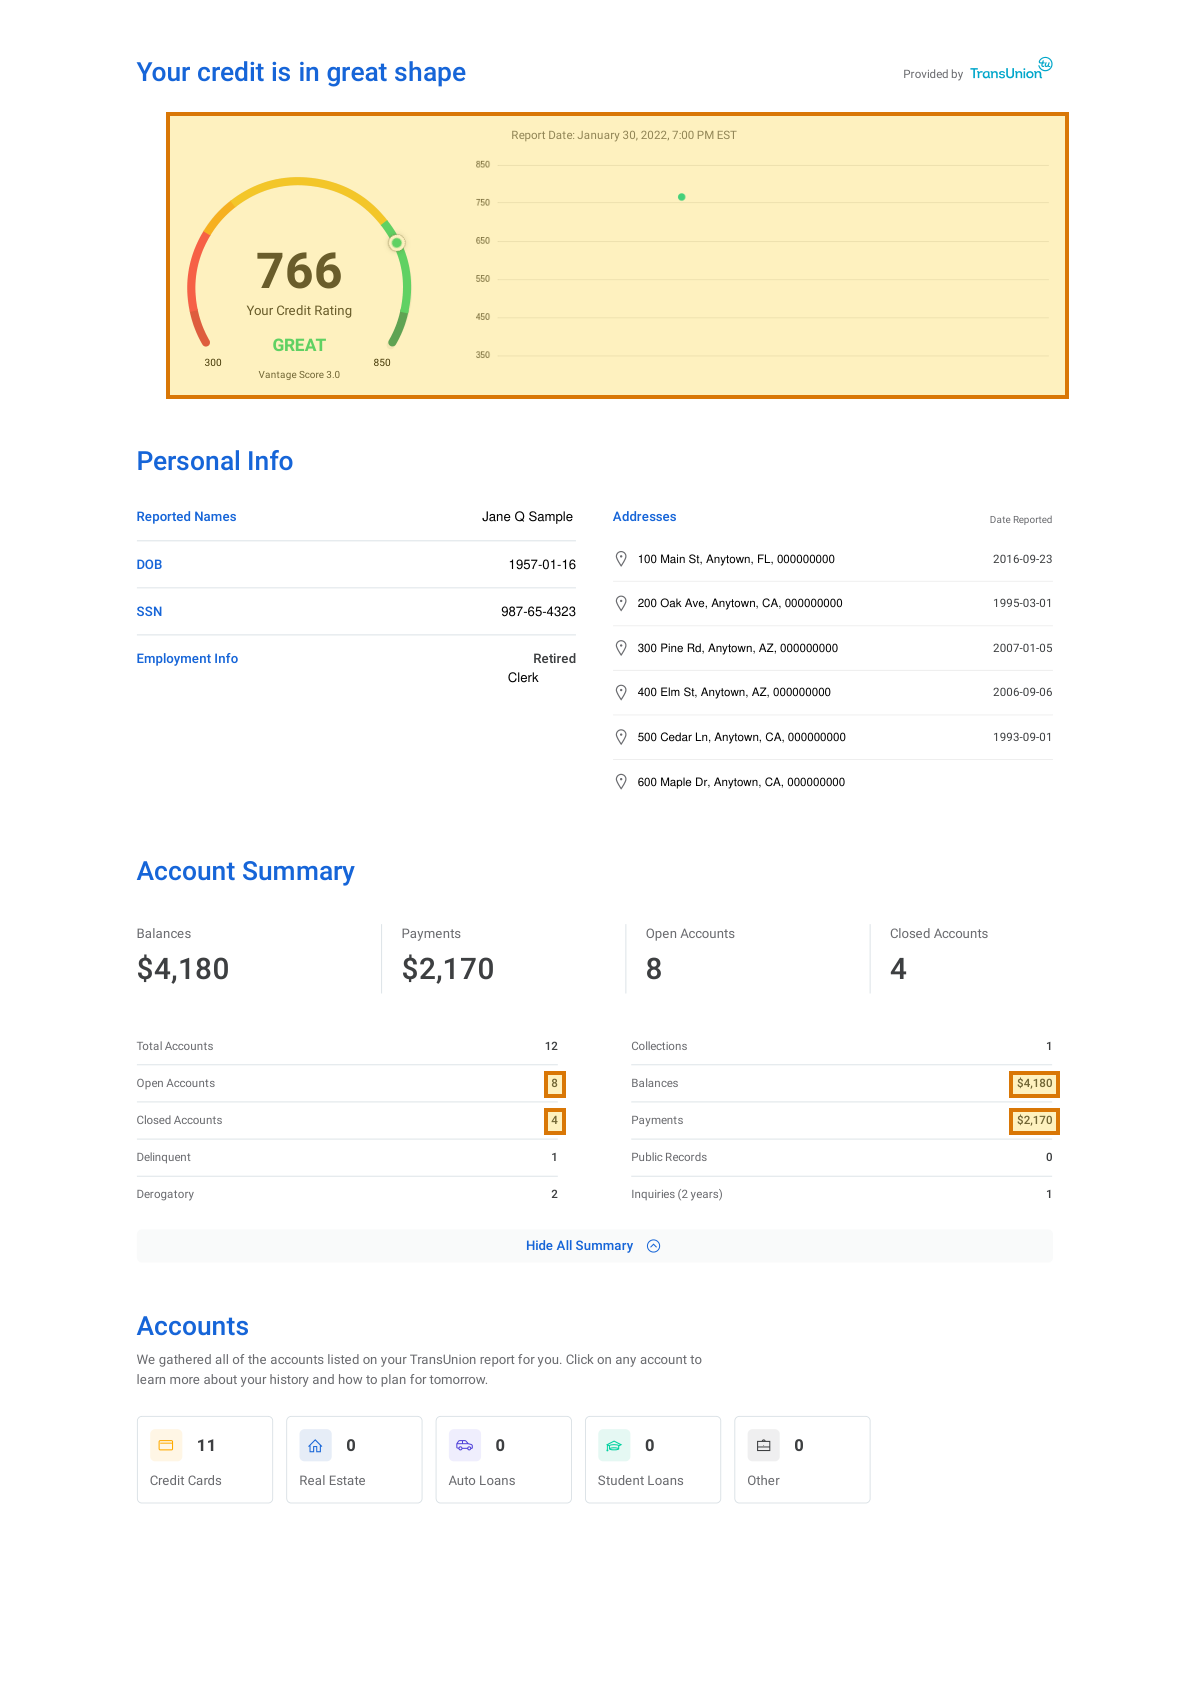 Your credit is in great shape
Provided by TransUnion tu
Report Date: January 30, 2022, 7:00 PM EST
850
750
650
550
450
350
766
Your Credit Rating
GREAT
300 850
Vantage Score 3.0
Personal Info
Reported Names Jane Q Sample
DOB 1957-01-16
SSN 987-65-4323
Employment Info Retired
Clerk
Addresses Date Reported
100 Main St, Anytown, FL, 000000000 2016-09-23
200 Oak Ave, Anytown, CA, 000000000 1995-03-01
300 Pine Rd, Anytown, AZ, 000000000 2007-01-05
400 Elm St, Anytown, AZ, 000000000 2006-09-06
500 Cedar Ln, Anytown, CA, 000000000 1993-09-01
600 Maple Dr, Anytown, CA, 000000000
Account Summary
Balances Payments Open Accounts Closed Accounts
$4,180 $2,170 8 4
Total Accounts 12
Open Accounts 8
Closed Accounts 4
Delinquent 1
Derogatory 2
Collections 1
Balances $4,180
Payments $2,170
Public Records 0
Inquiries (2 years) 1
Hide All Summary
Accounts
We gathered all of the accounts listed on your TransUnion report for you. Click on any account to
learn more about your history and how to plan for tomorrow.
11 0 0 0 0
Credit Cards Real Estate Auto Loans Student Loans Other